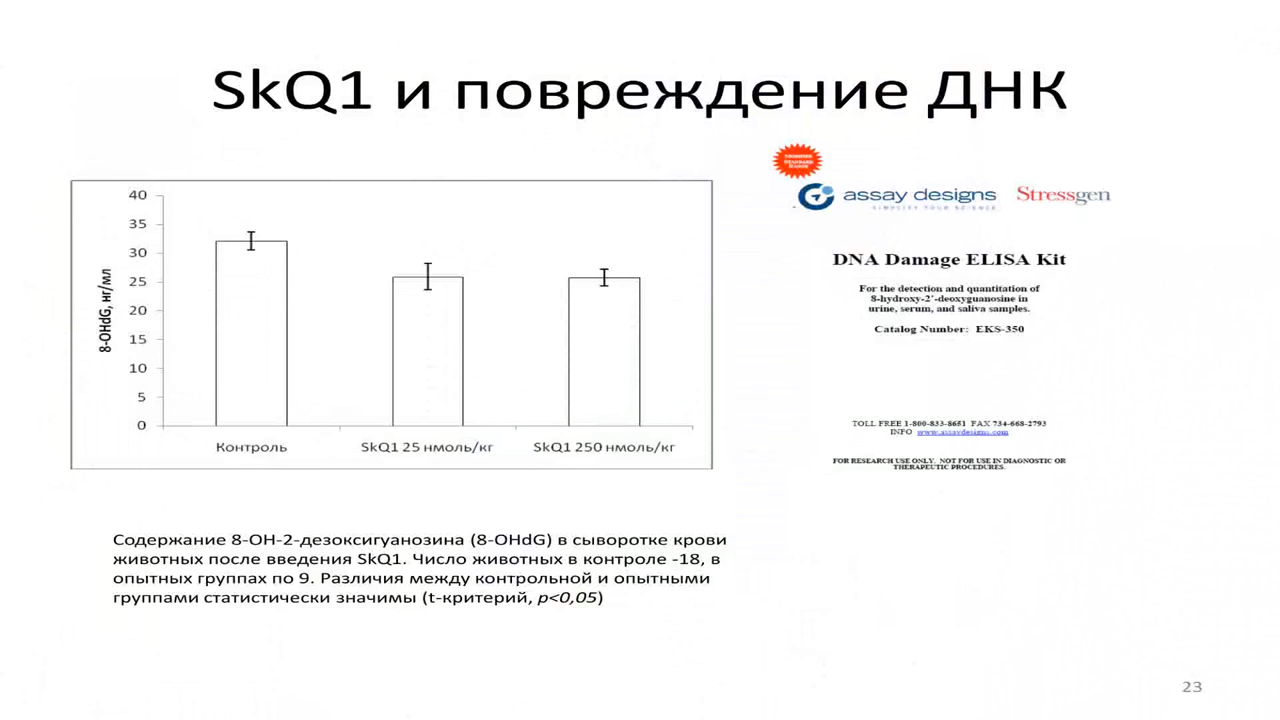 SkQ1 и повреждение ДНК
40
35
30
25
20
15
10
5
0
8-OHdG, нг/мл
Контроль
SkQ1 25 нмоль/кг
SkQ1 250 нмоль/кг
assay designs
SIMPLIFY YOUR SCIENCE
Stressgen
DNA Damage ELISA Kit
For the detection and quantitation of
8-hydroxy-2'-deoxyguanosine in
urine, serum, and saliva samples.
Catalog Number: EKS-350
TOLL FREE 1-800-833-8651 FAX 734-668-2793
INFO www.assaydesigns.com
FOR RESEARCH USE ONLY. NOT FOR USE IN DIAGNOSTIC OR
THERAPEUTIC PROCEDURES.
Содержание 8-ОН-2-дезоксигуанозина (8-OHdG) в сыворотке крови
животных после введения SkQ1. Число животных в контроле -18, в
опытных группах по 9. Различия между контрольной и опытными
группами статистически значимы (t-критерий, p<0,05)
23